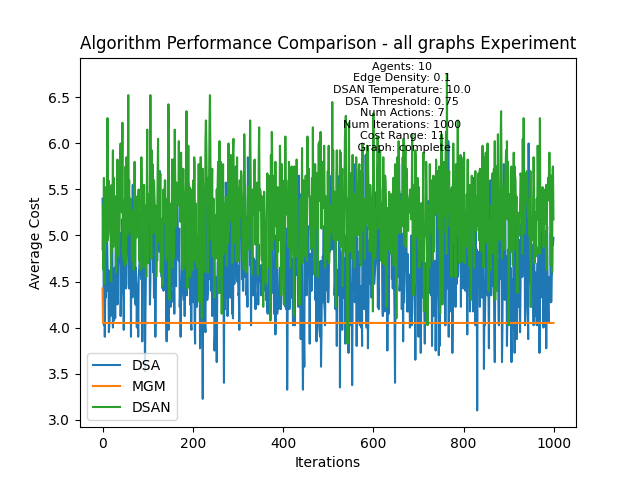 Algorithm Performance Comparison - all graphs Experiment
Agents: 10
Edge Density: 0.1
DSAN Temperature: 10.0
DSA Threshold: 0.75
Num Actions: 7
Num Iterations: 1000
Cost Range: 11
Graph: complete
Average Cost
6.5
6.0
5.5
5.0
4.5
4.0
3.5
3.0
DSA
MGM
DSAN
0 200 400 600 800 1000
Iterations